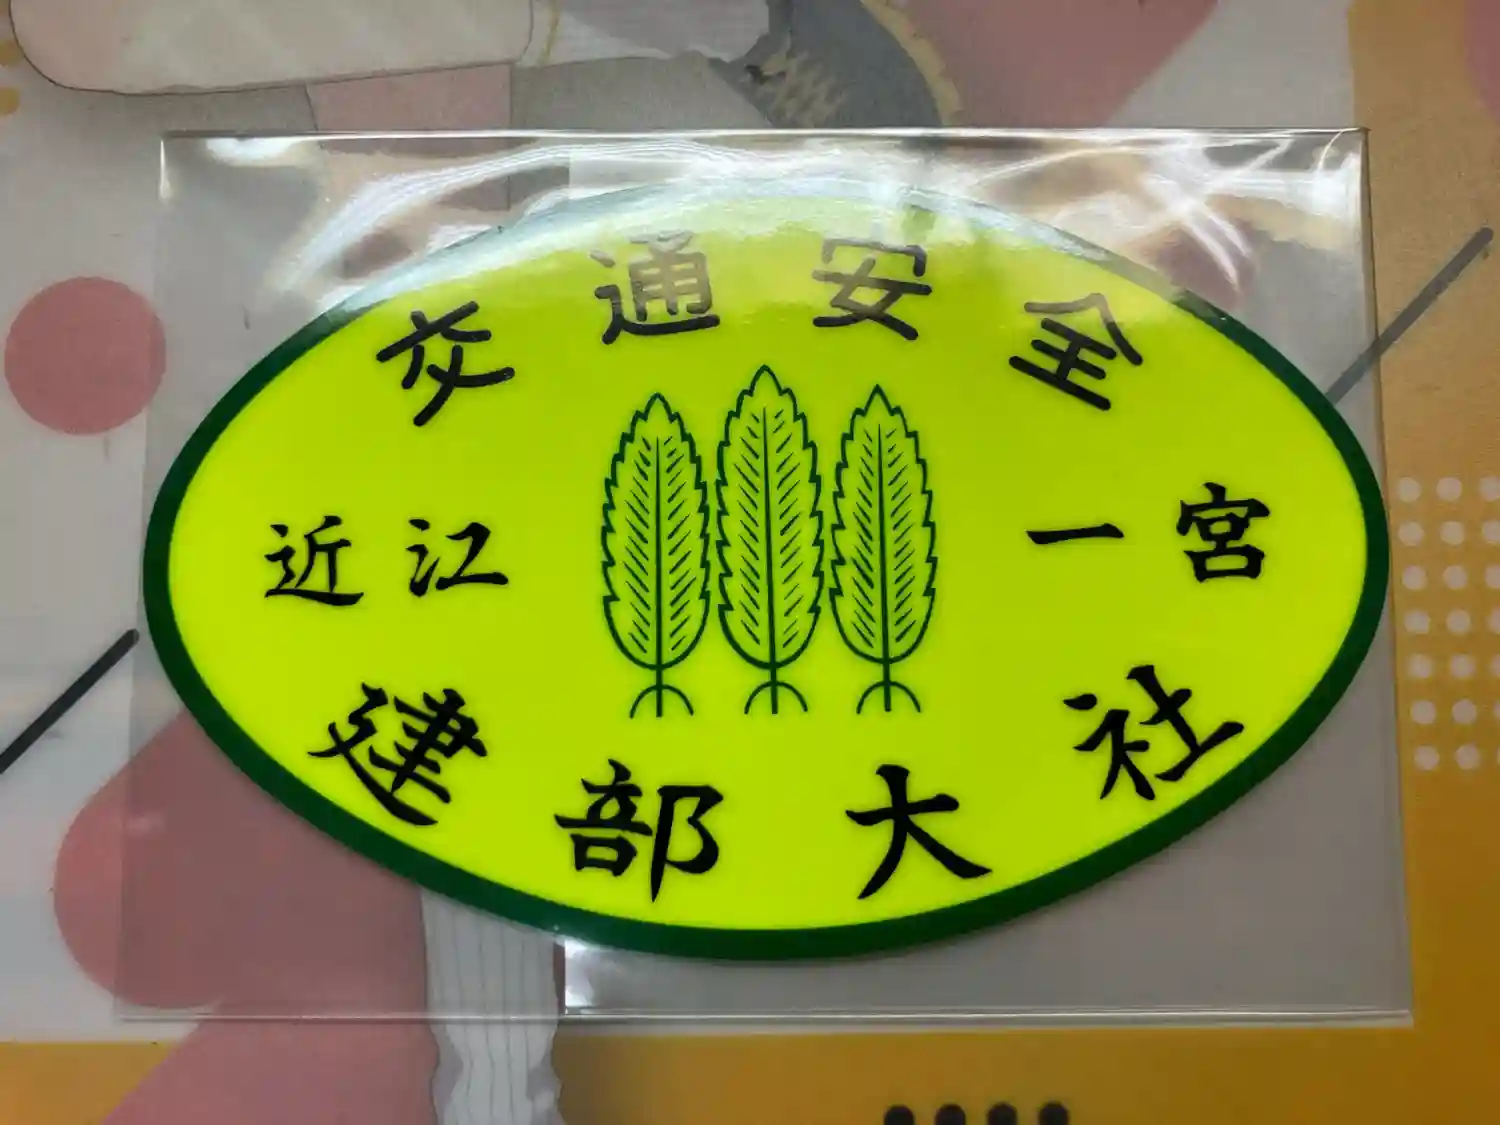 交通安全
近江 一宮
建部大社